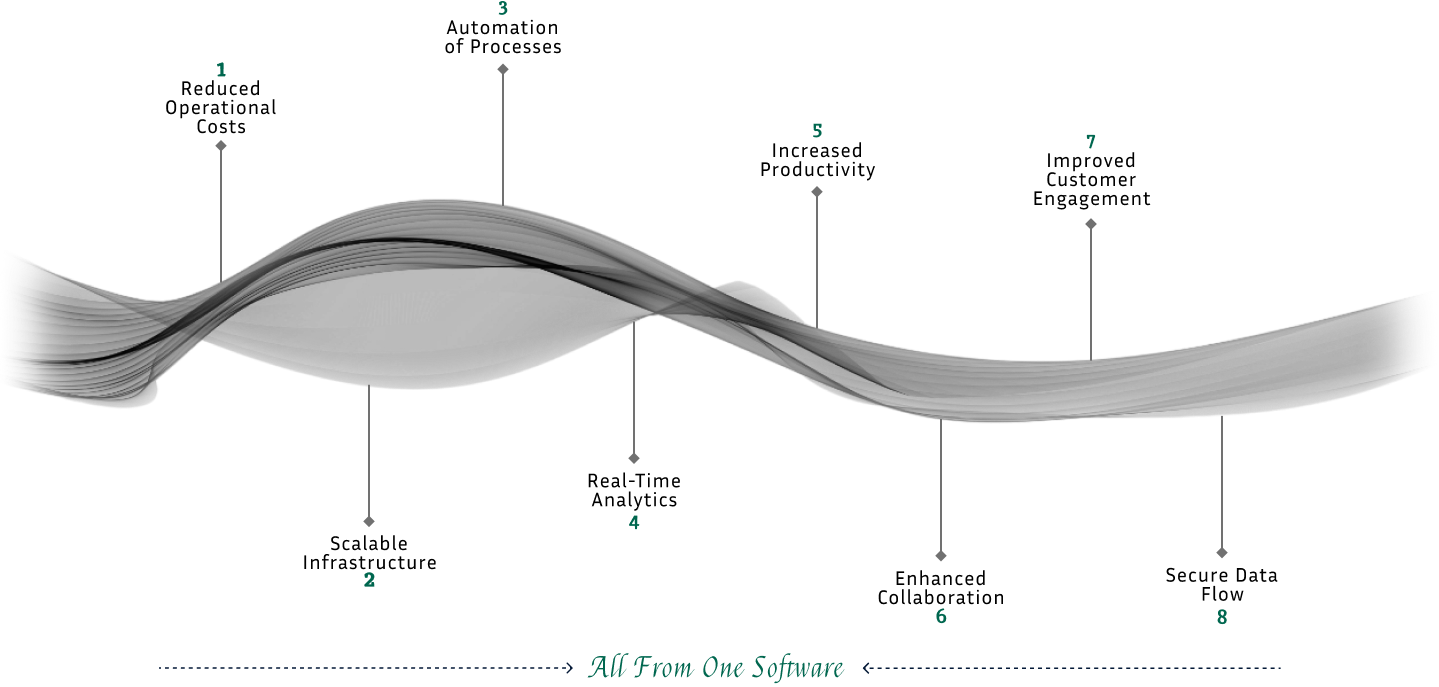 1
Reduced
Operational
Costs
Scalable
Infrastructure
2
3
Automation
of Processes
Real-Time
Analytics
4
5
Increased
Productivity
Enhanced
Collaboration
6
7
Improved
Customer
Engagement
Secure Data
Flow
8
All From One Software